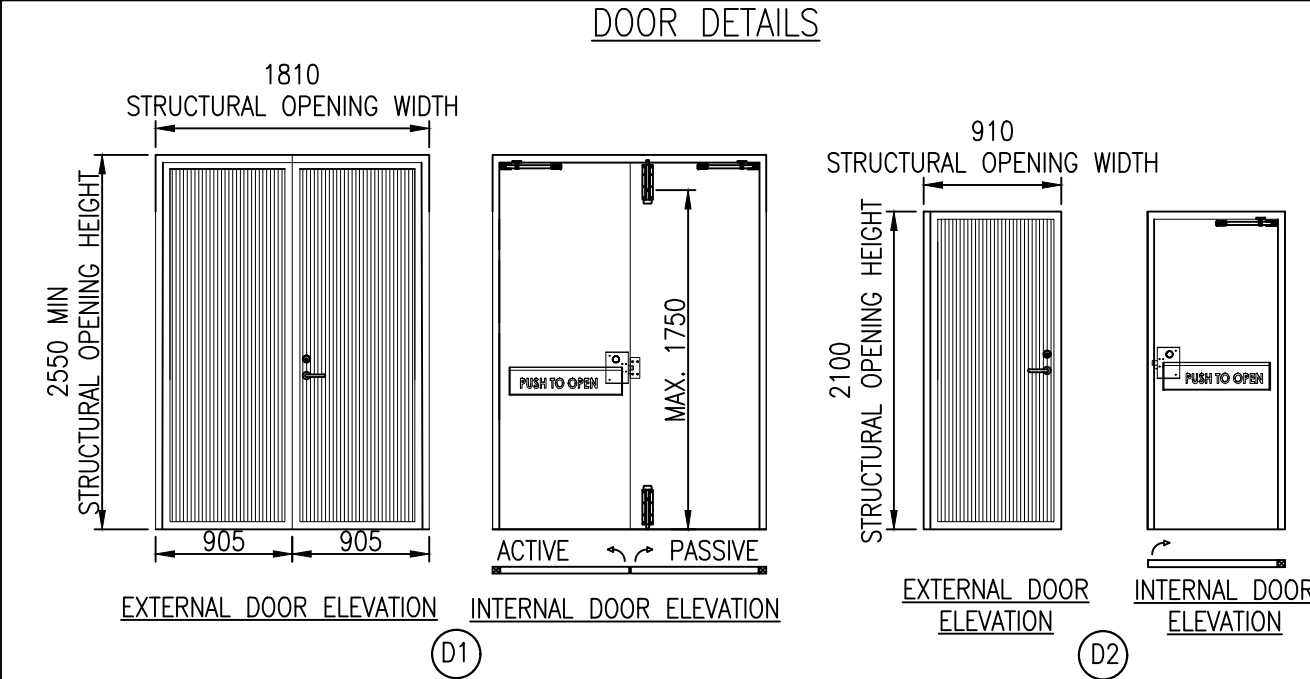 DOOR DETAILS
1810
STRUCTURAL OPENING WIDTH
2550 MIN
STRUCTURAL OPENING HEIGHT
905
905
EXTERNAL DOOR ELEVATION
PUSH TO OPEN
MAX. 1750
ACTIVE
PASSIVE
INTERNAL DOOR ELEVATION
D1
910
STRUCTURAL OPENING WIDTH
2100
STRUCTURAL OPENING HEIGHT
EXTERNAL DOOR
ELEVATION
PUSH TO OPEN
INTERNAL DOOR
ELEVATION
D2